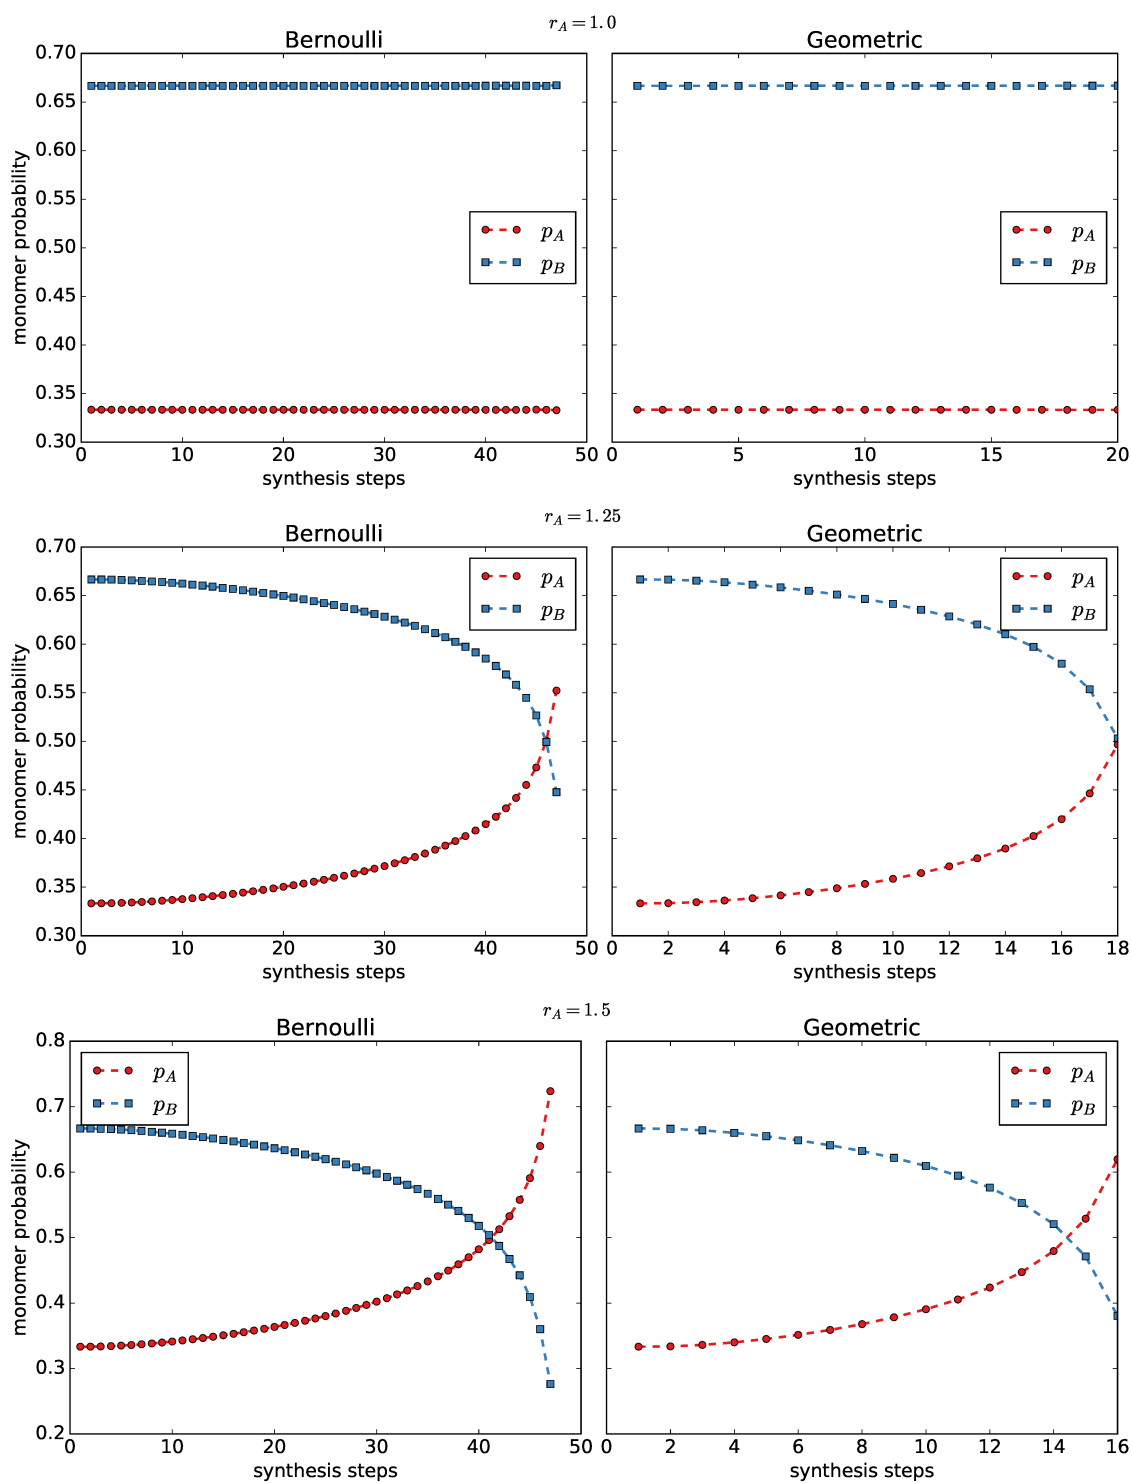 r_A = 1.0
Bernoulli
Geometric
monomer probability
0.70
0.65
0.60
0.55
0.50
0.45
0.40
0.35
0.30
p_A
p_B
p_A
p_B
0 10 20 30 40 50
0 5 10 15 20
synthesis steps
synthesis steps
r_A = 1.25
Bernoulli
Geometric
monomer probability
0.70
0.65
0.60
0.55
0.50
0.45
0.40
0.35
0.30
p_A
p_B
p_A
p_B
0 10 20 30 40 50
0 2 4 6 8 10 12 14 16 18
synthesis steps
synthesis steps
r_A = 1.5
Bernoulli
Geometric
monomer probability
0.8
0.7
0.6
0.5
0.4
0.3
0.2
p_A
p_B
p_A
p_B
0 10 20 30 40 50
0 2 4 6 8 10 12 14 16
synthesis steps
synthesis steps